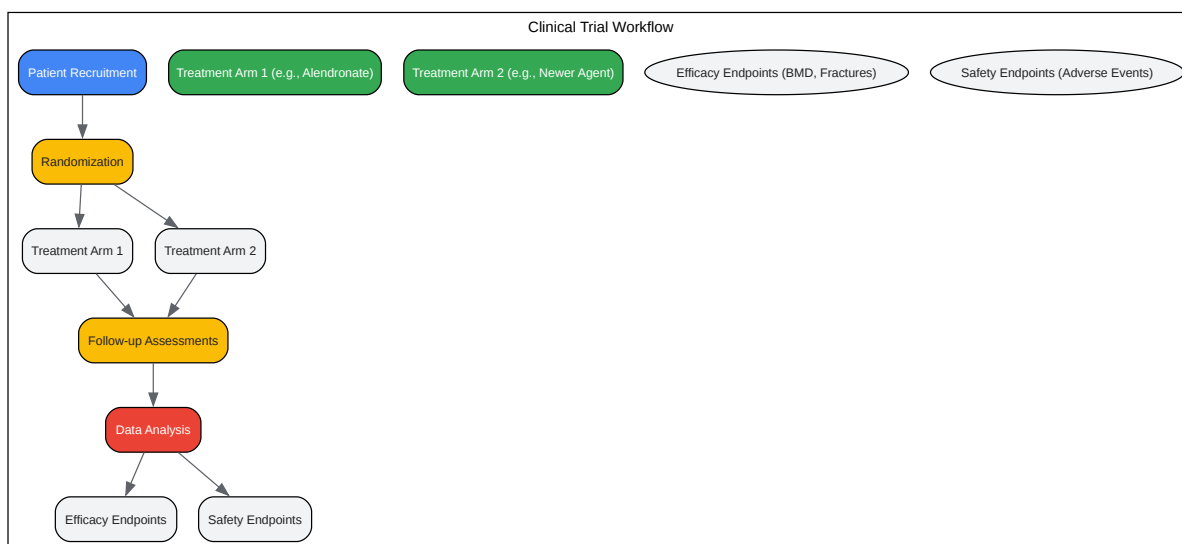 Clinical Trial Workflow
Patient Recruitment
Treatment Arm 1 (e.g., Alendronate)
Treatment Arm 2 (e.g., Newer Agent)
Efficacy Endpoints (BMD, Fractures)
Safety Endpoints (Adverse Events)
Randomization
Treatment Arm 1
Treatment Arm 2
Follow-up Assessments
Data Analysis
Efficacy Endpoints
Safety Endpoints